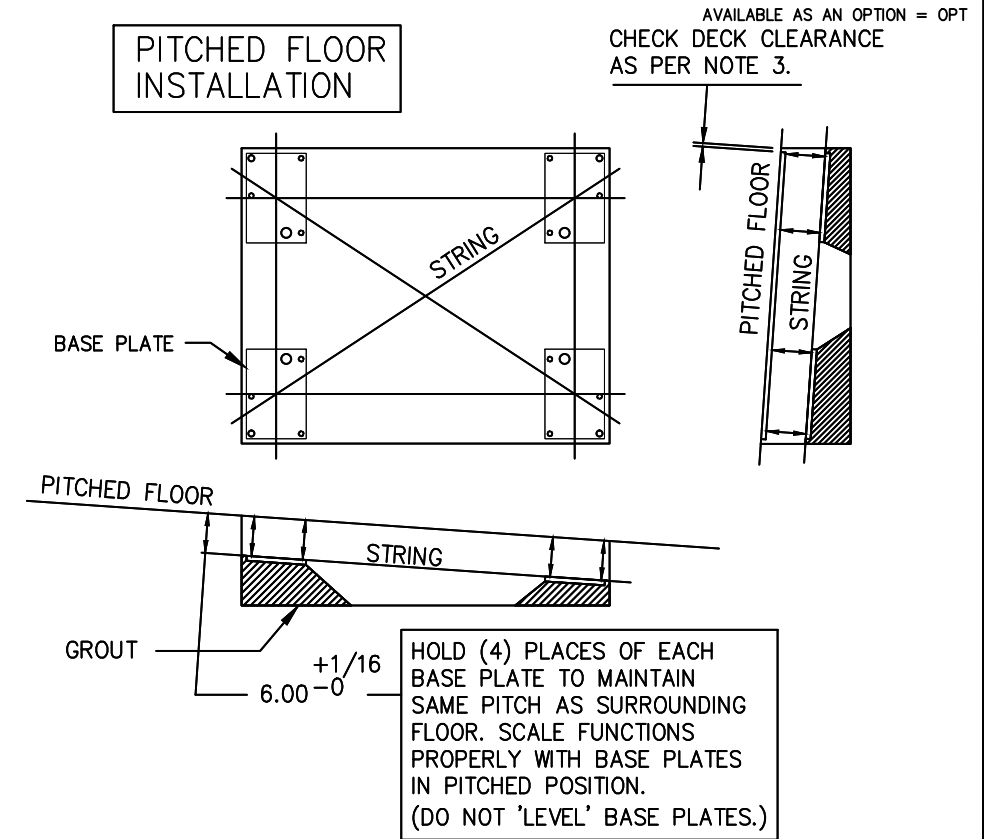 AVAILABLE AS AN OPTION = OPT
PITCHED FLOOR
INSTALLATION
CHECK DECK CLEARANCE
AS PER NOTE 3.
STRING
PITCHED FLOOR
STRING
BASE PLATE
PITCHED FLOOR
STRING
GROUT
6.00 +1/16
-0
HOLD (4) PLACES OF EACH
BASE PLATE TO MAINTAIN
SAME PITCH AS SURROUNDING
FLOOR. SCALE FUNCTIONS
PROPERLY WITH BASE PLATES
IN PITCHED POSITION.
(DO NOT 'LEVEL' BASE PLATES.)